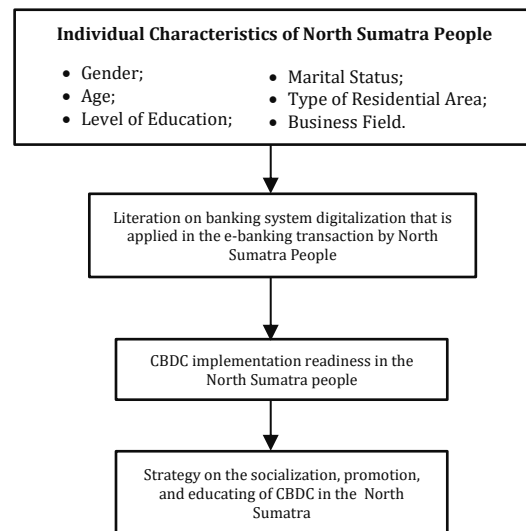 Individual Characteristics of North Sumatra People
• Gender;
• Age;
• Level of Education;
• Marital Status;
• Type of Residential Area;
• Business Field.
Literation on banking system digitalization that is
applied in the e-banking transaction by North
Sumatra People
CBDC implementation readiness in the
North Sumatra people
Strategy on the socialization, promotion,
and educating of CBDC in the North
Sumatra